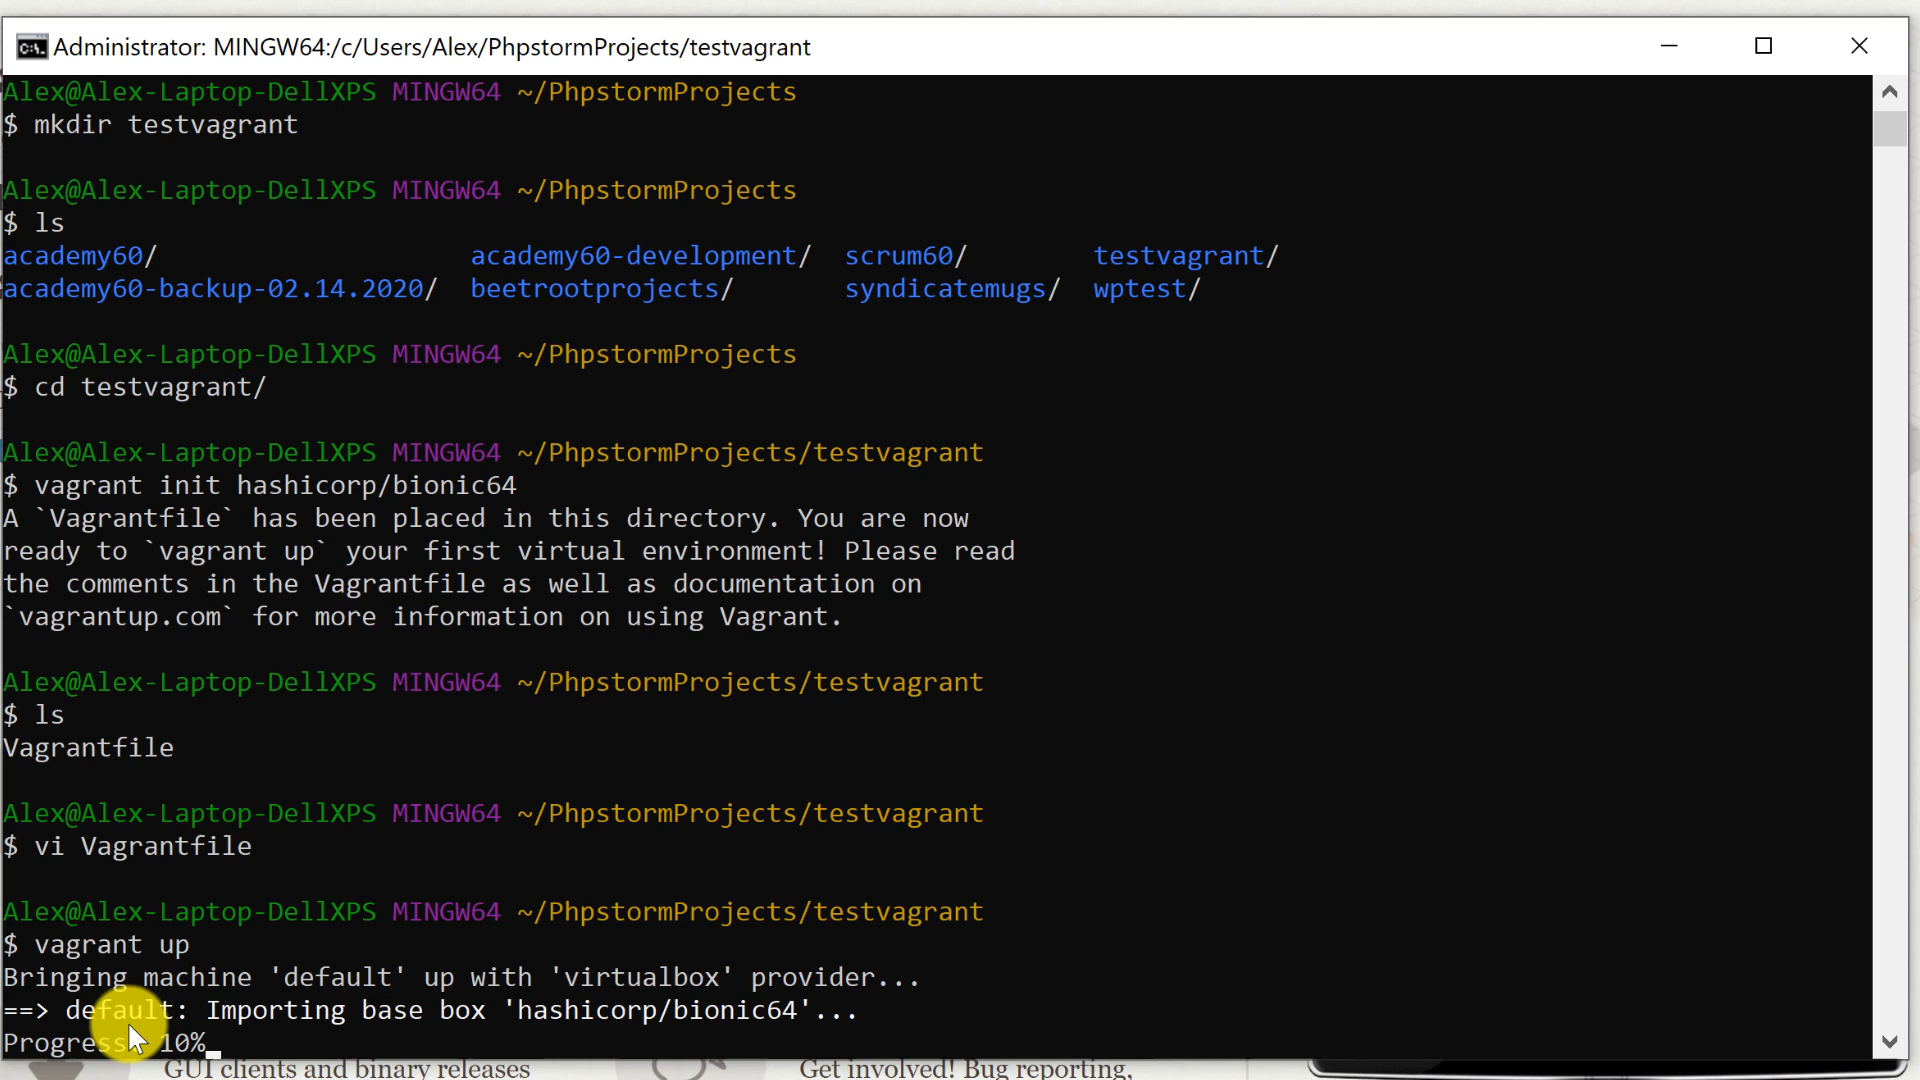 Administrator: MINGW64:/c/Users/Alex/PhpstormProjects/testvagrant
Alex@Alex-Laptop-DellXPS MINGW64 ~/PhpstormProjects
$ mkdir testvagrant
Alex@Alex-Laptop-DellXPS MINGW64 ~/PhpstormProjects
$ ls
academy60/ academy60-development/ scrum60/ testvagrant/
academy60-backup-02.14.2020/ beetrootprojects/ syndicatemugs/ wptest/
Alex@Alex-Laptop-DellXPS MINGW64 ~/PhpstormProjects
$ cd testvagrant/
Alex@Alex-Laptop-DellXPS MINGW64 ~/PhpstormProjects/testvagrant
$ vagrant init hashicorp/bionic64
A `Vagrantfile` has been placed in this directory. You are now
ready to `vagrant up` your first virtual environment! Please read
the comments in the Vagrantfile as well as documentation on
`vagrantup.com` for more information on using Vagrant.
Alex@Alex-Laptop-DellXPS MINGW64 ~/PhpstormProjects/testvagrant
$ ls
Vagrantfile
Alex@Alex-Laptop-DellXPS MINGW64 ~/PhpstormProjects/testvagrant
$ vi Vagrantfile
Alex@Alex-Laptop-DellXPS MINGW64 ~/PhpstormProjects/testvagrant
$ vagrant up
Bringing machine 'default' up with 'virtualbox' provider...
==> default: Importing base box 'hashicorp/bionic64'...
Progress: 10%
GUI clients and binary releases
Get involved! Bug reporting,